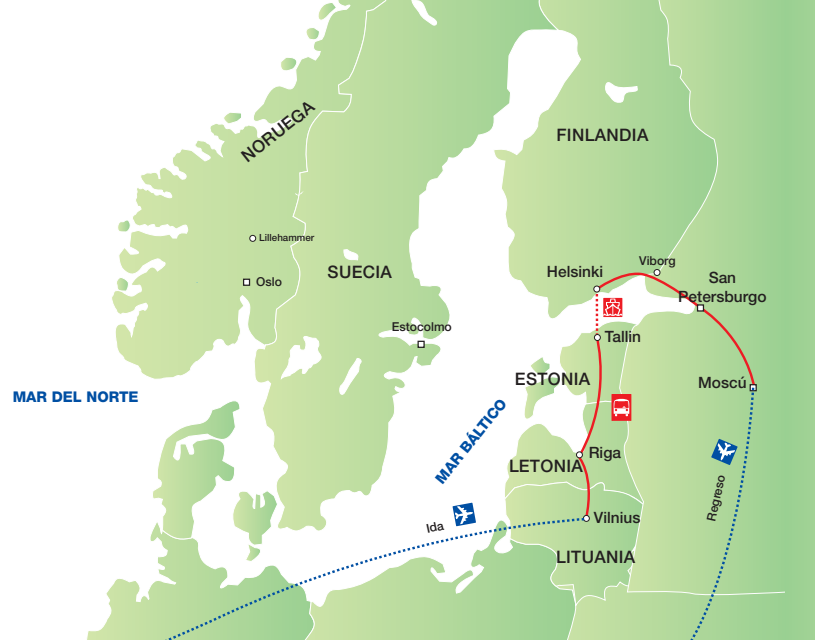 NORUEGA
FINLANDIA
Lillehammer
Oslo
SUECIA
Estocolmo
Helsinki
Viborg
San
Petersburgo
Tallin
ESTONIA
Moscú
MAR DEL NORTE
MAR BÁLTICO
Riga
LETONIA
Regreso
Ida
Vilnius
LITUANIA